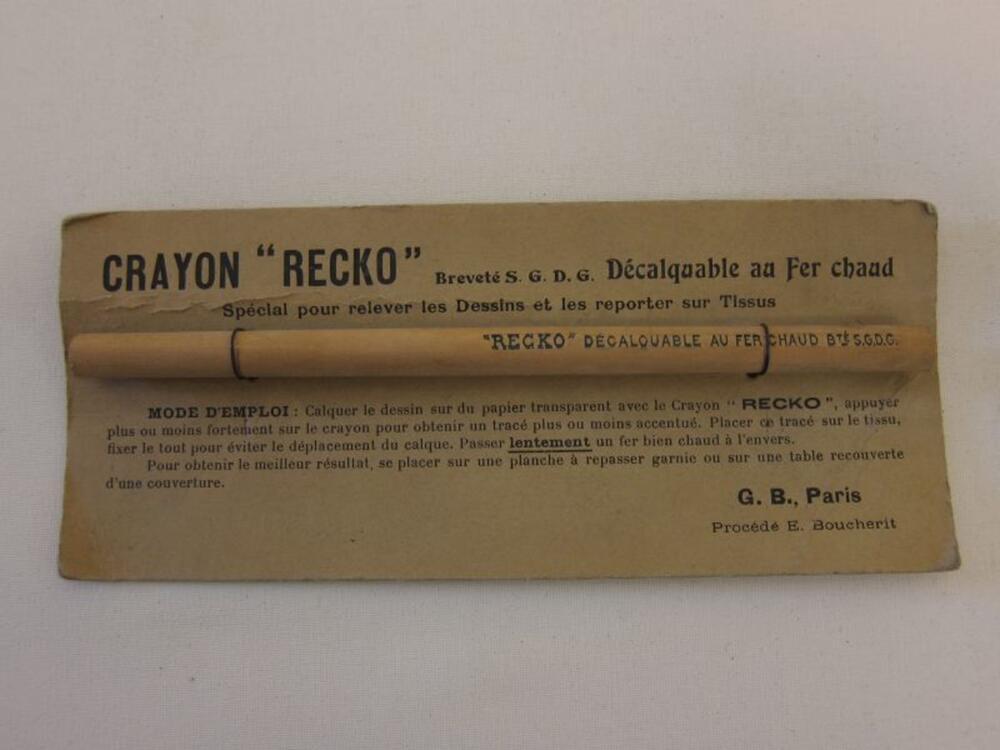 CRAYON "RECKO" Breveté S. G. D. G. Décalquable au Fer chaud
Spécial pour relever les Dessins et les reporter sur Tissus
"RECKO" DÉCALQUABLE AU FER CHAUD BTÉ S.G.D.G.
MODE D'EMPLOI : Calquer le dessin sur du papier transparent avec le Crayon " RECKO ", appuyer
plus ou moins fortement sur le crayon pour obtenir un tracé plus ou moins accentué. Placer ce tracé sur le tissu,
fixer le tout pour éviter le déplacement du calque. Passer lentement un fer bien chaud à l'envers.
Pour obtenir le meilleur résultat, se placer sur une planche à repasser garnie ou sur une table recouverte
d'une couverture.
G. B., Paris
Procédé E. Boucherit